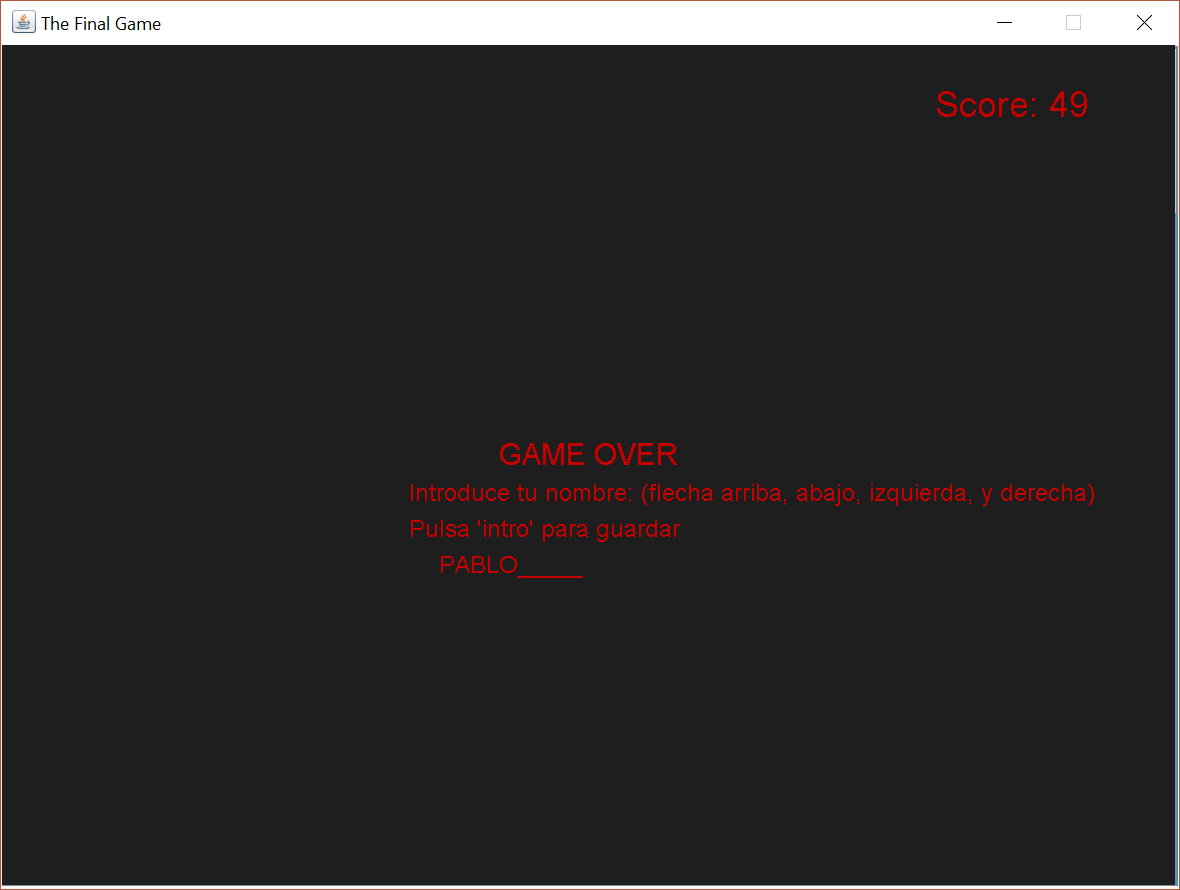 The Final Game
Score: 49
GAME OVER
Introduce tu nombre: (flecha arriba, abajo, izquierda, y derecha)
Pulsa 'intro' para guardar
PABLO_____